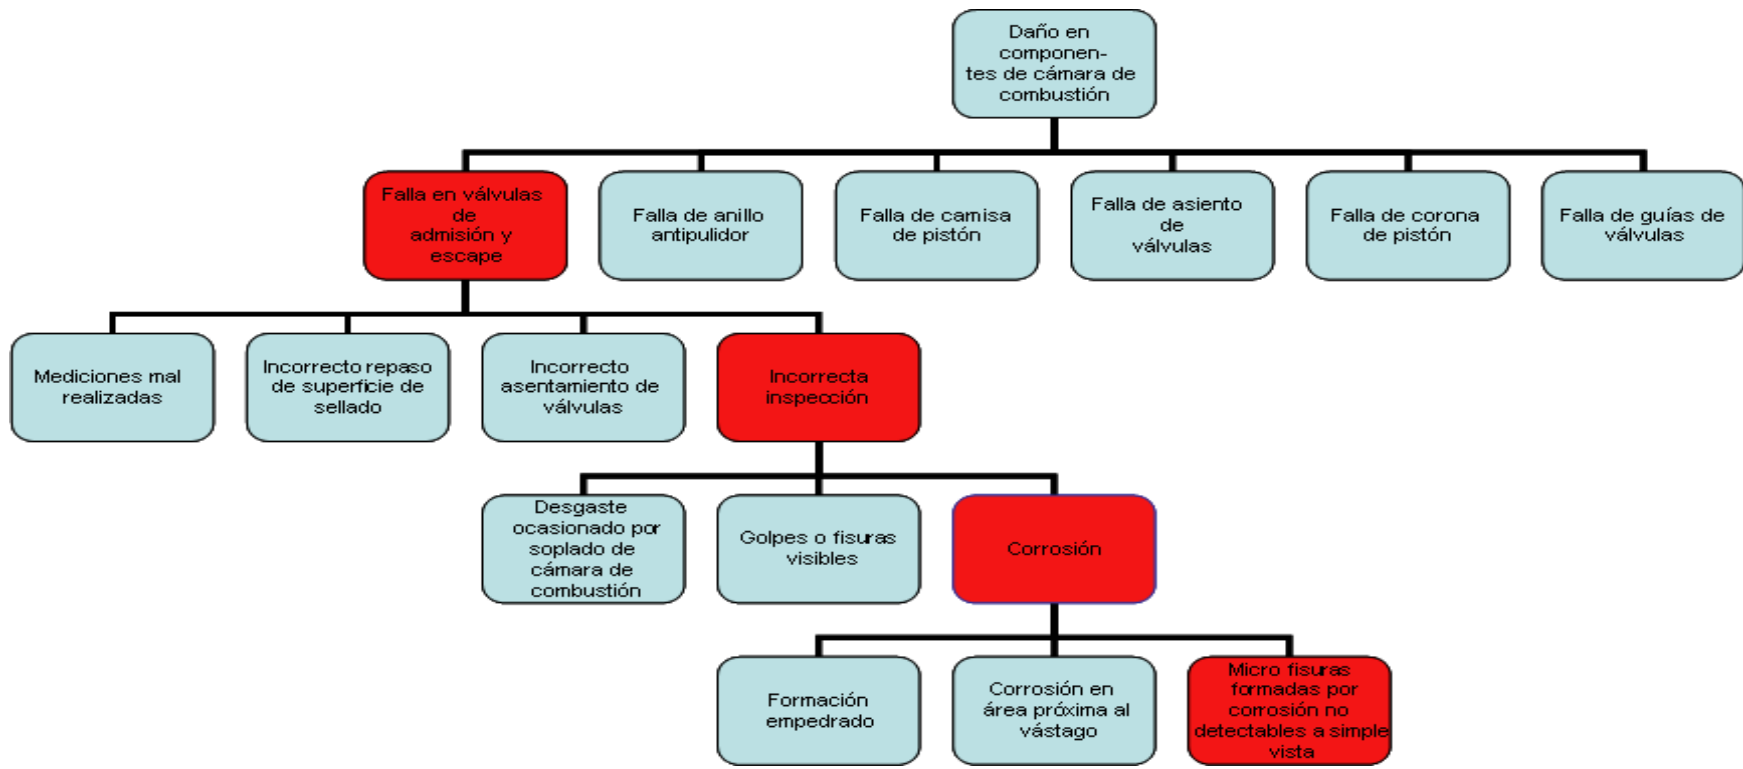 Daño en
componen-
tes de cámara de
combustión
Falla en válvulas
de
admisión y
escape
Falla de anillo
antipulidor
Falla de camisa
de pistón
Falla de asiento
de
válvulas
Falla de corona
de pistón
Falla de guías de
válvulas
Mediciones mal
realizadas
Incorrecto repaso
de superficie de
sellado
Incorrecto
asentamiento de
válvulas
Incorrecta
inspección
Desgaste
ocasionado por
soplado de
cámara de
combustión
Golpes o fisuras
visibles
Corrosión
Formación
empedrado
Corrosión en
área próxima al
vástago
Micro fisuras
formadas por
corrosión no
detectables a simple
vista